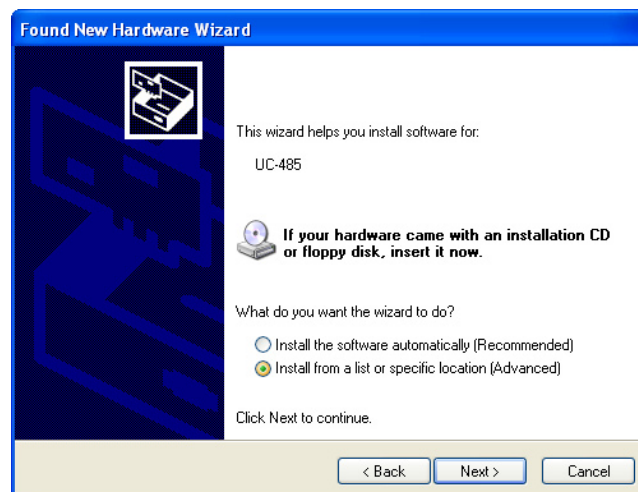 Found New Hardware Wizard
This wizard helps you install software for:
UC-485
If your hardware came with an installation CD
or floppy disk, insert it now.
What do you want the wizard to do?
Install the software automatically (Recommended)
Install from a list or specific location (Advanced)
Click Next to continue.
< Back Next > Cancel